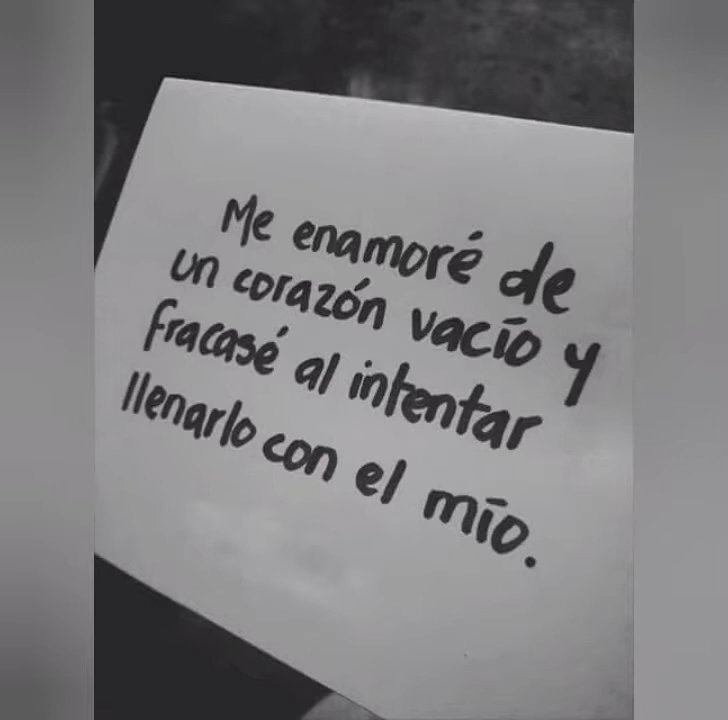 Me enamoré de
un corazón vacío y
fracasé al intentar
llenarlo con el mío.